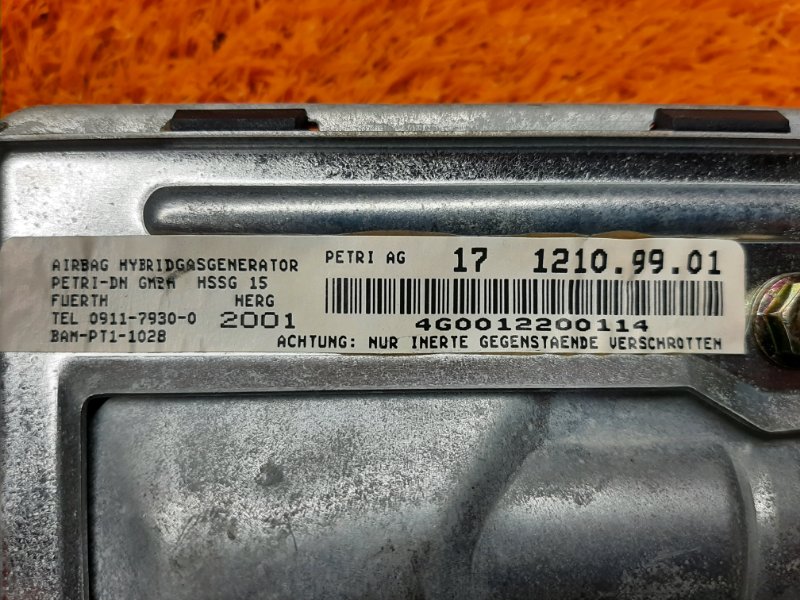 AIRBAG HYBRIDGASGENERATOR
PETRI-DN GMBH HSSG 15
FUERTH HERG
TEL 0911-7930-0 2001
BAM-PT1-1028
PETRI AG 17 1210.99.01
4G0012200114
ACHTUNG: NUR INERTE GEGENSTAENDE VERSCHROTTEN